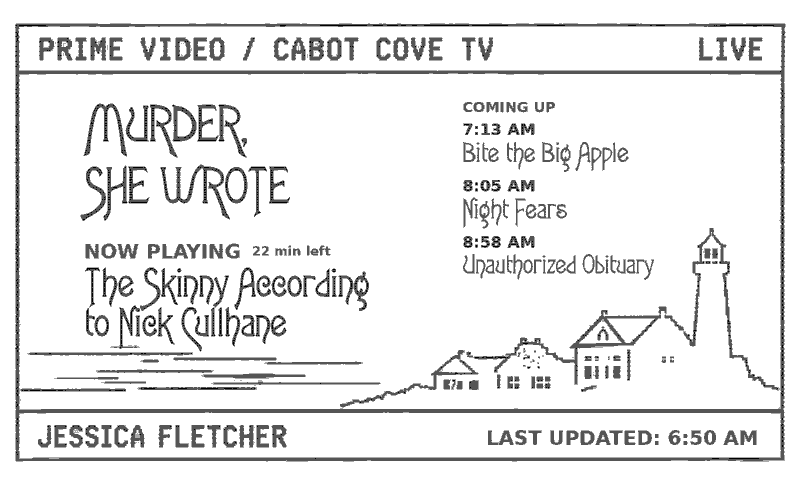 PRIME VIDEO / CABOT COVE TV
LIVE
MURDER,
SHE WROTE
NOW PLAYING 22 min left
The Skinny According
to Nick Cullhane
COMING UP
7:13 AM
Bite the Big Apple
8:05 AM
Night Fears
8:58 AM
Unauthorized Obituary
JESSICA FLETCHER
LAST UPDATED: 6:50 AM